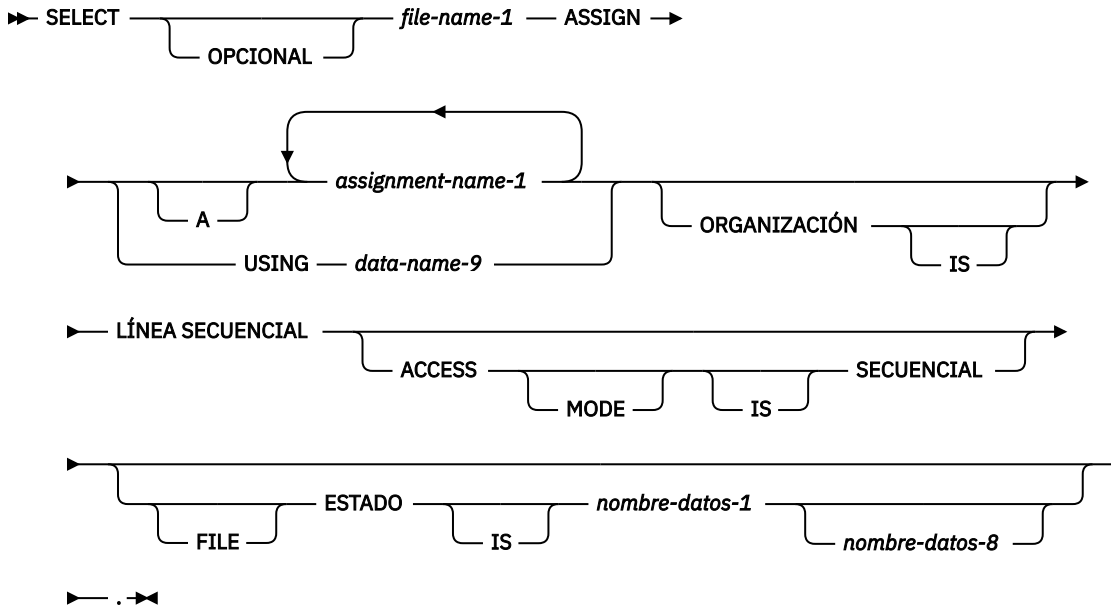 SELECT file-name-1 ASSIGN
OPCIONAL
assignment-name-1
A
ORGANIZACIÓN
USING data-name-9
IS
LÍNEA SECUENCIAL
ACCESS SECUENCIAL
MODE IS
ESTADO nombre-datos-1
FILE IS nombre-datos-8
.